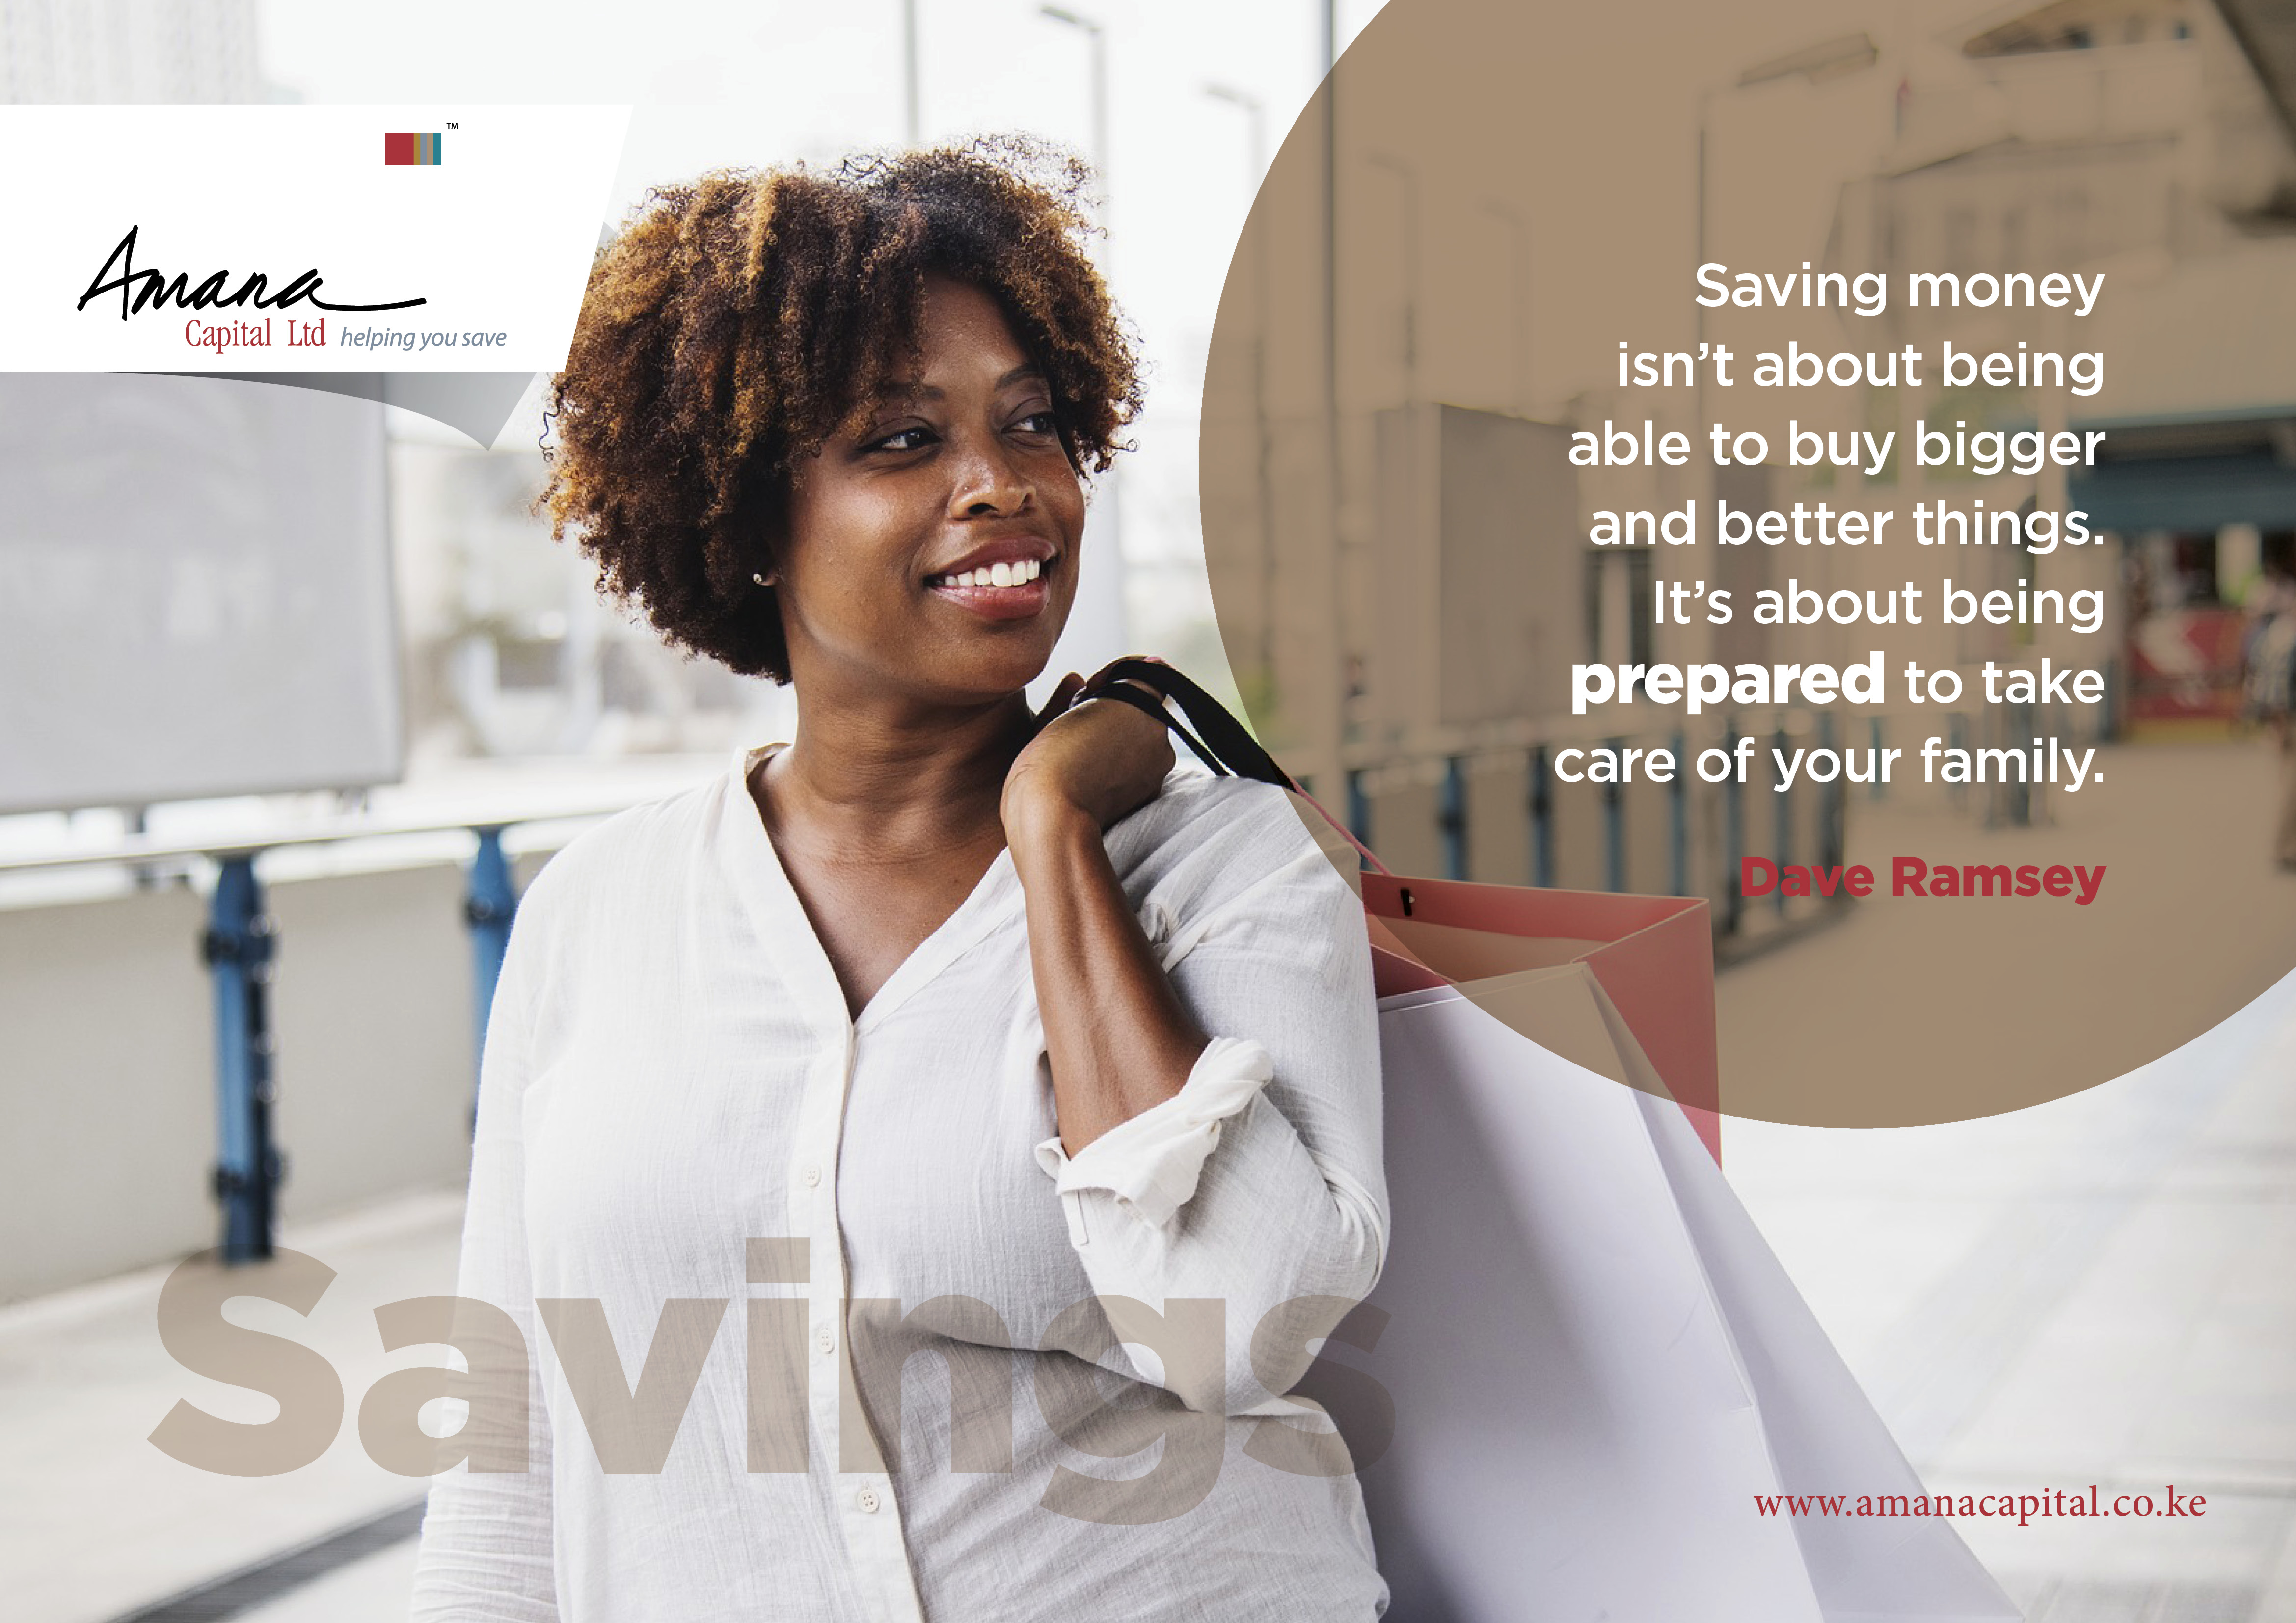 TM
Amana
Capital Ltd helping you save
Saving money
isn’t about being
able to buy bigger
and better things.
It’s about being
prepared to take
care of your family.
Dave Ramsey
Savings
www.amanacapital.co.ke